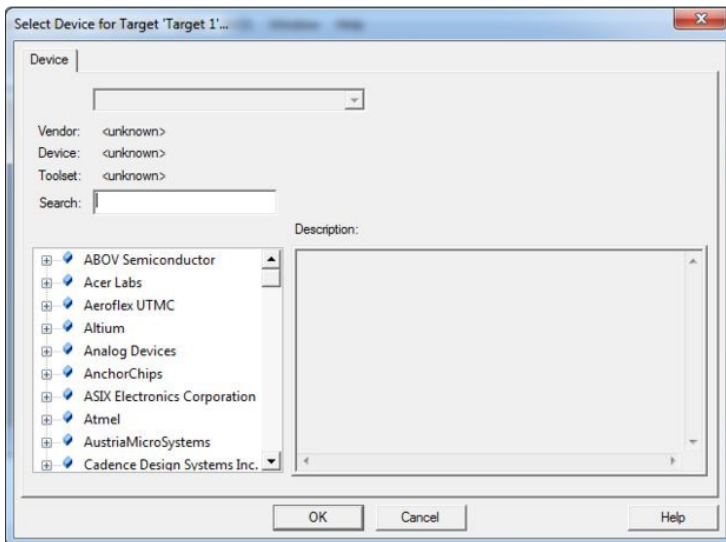 Select Device for Target 'Target 1'...
Device
Vendor: <unknown>
Device: <unknown>
Toolset: <unknown>
Search:
Description:
ABOV Semiconductor
Acer Labs
Aeroflex UTMC
Altium
Analog Devices
AnchorChips
ASIX Electronics Corporation
Atmel
AustriaMicroSystems
Cadence Design Systems Inc.
OK Cancel Help